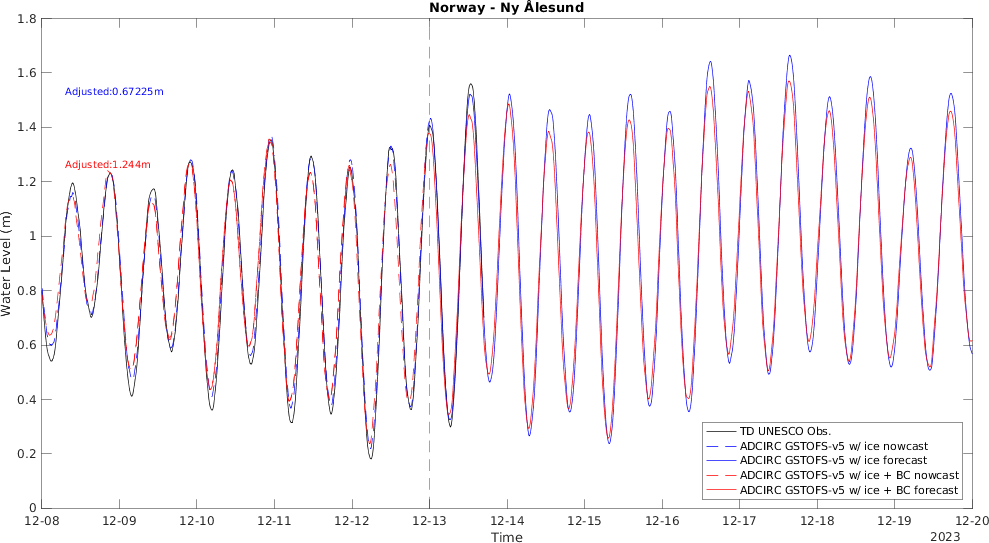 Norway - Ny Ålesund
1.8
1.6
1.4
1.2
1
0.8
0.6
0.4
0.2
0
Water Level (m)
Adjusted:0.67225m
Adjusted:1.244m
TD UNESCO Obs.
ADCIRC GSTOFS-v5 w/ ice nowcast
ADCIRC GSTOFS-v5 w/ ice forecast
ADCIRC GSTOFS-v5 w/ ice + BC nowcast
ADCIRC GSTOFS-v5 w/ ice + BC forecast
12-08 12-09 12-10 12-11 12-12 12-13 12-14 12-15 12-16 12-17 12-18 12-19 12-20
Time
2023